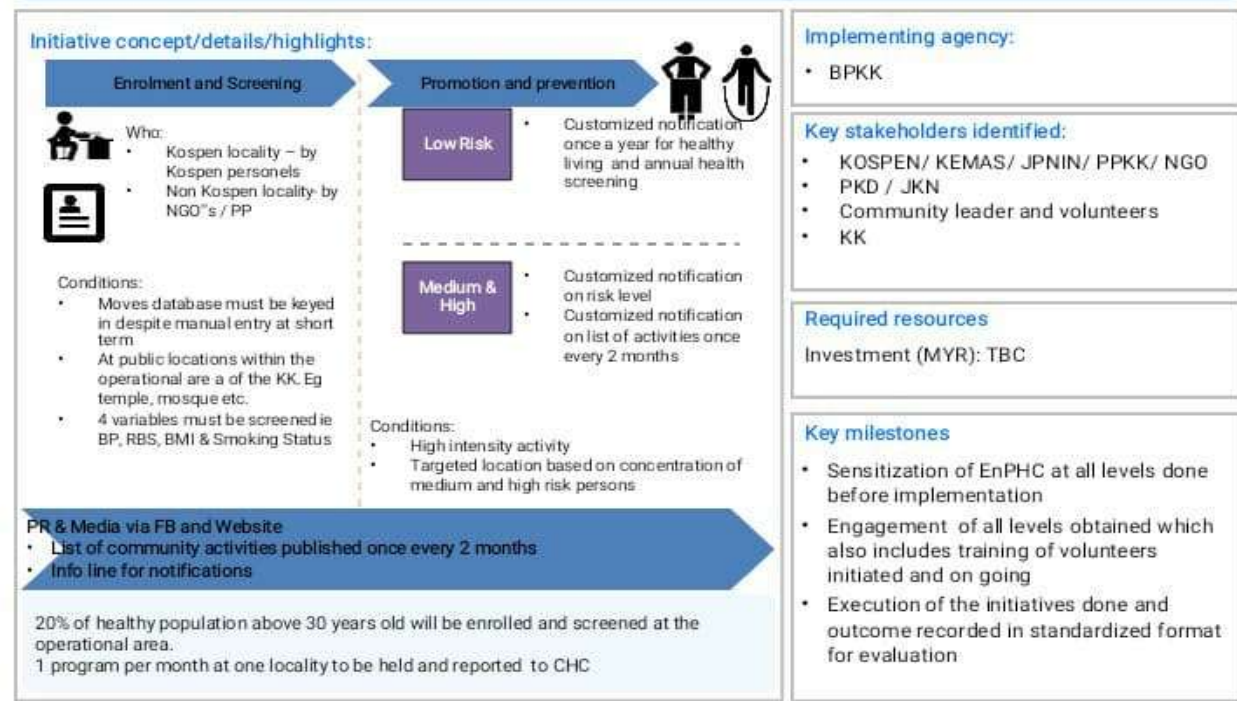 Initiative concept/details/highlights:
Enrolment and Screening
Who:
• Kospen locality – by
Kospen personels
• Non Kospen locality- by
NGO"s / PP
Conditions:
• Moves database must be keyed
in despite manual entry at short
term
• At public locations within the
operational are a of the KK. Eg
temple, mosque etc.
• 4 variables must be screened ie
BP, RBS, BMI & Smoking Status
Promotion and prevention
Low Risk
• Customized notification
once a year for healthy
living and annual health
screening
Medium &
High
• Customized notification
on risk level
• Customized notification
on list of activities once
every 2 months
Conditions:
• High intensity activity
• Targeted location based on concentration of
medium and high risk persons
PR & Media via FB and Website
• List of community activities published once every 2 months
• Info line for notifications
20% of healthy population above 30 years old will be enrolled and screened at the
operational area.
1 program per month at one locality to be held and reported to CHC
Implementing agency:
• BPKK
Key stakeholders identified:
• KOSPEN/ KEMAS/ JPNIN/ PPKK/ NGO
• PKD / JKN
• Community leader and volunteers
• KK
Required resources
Investment (MYR): TBC
Key milestones
• Sensitization of EnPHC at all levels done
before implementation
• Engagement of all levels obtained which
also includes training of volunteers
initiated and on going
• Execution of the initiatives done and
outcome recorded in standardized format
for evaluation